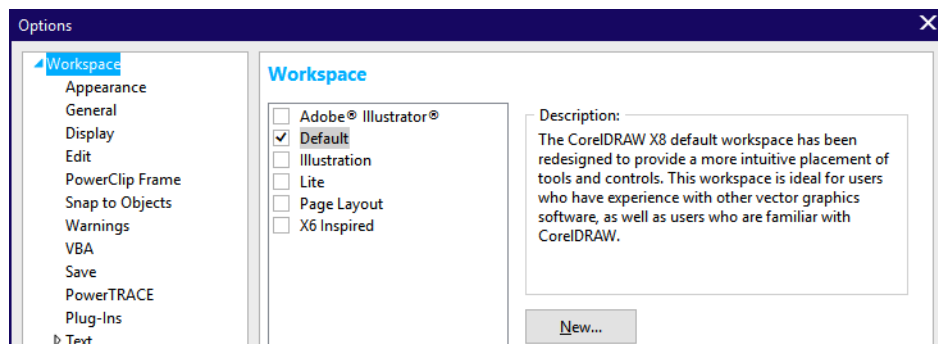 Options
Workspace
Appearance
General
Display
Edit
PowerClip Frame
Snap to Objects
Warnings
VBA
Save
PowerTRACE
Plug-Ins
Text
Workspace
Adobe® Illustrator®
Default
Illustration
Lite
Page Layout
X6 Inspired
Description:
The CorelDRAW X8 default workspace has been
redesigned to provide a more intuitive placement of
tools and controls. This workspace is ideal for users
who have experience with other vector graphics
software, as well as users who are familiar with
CorelDRAW.
New...